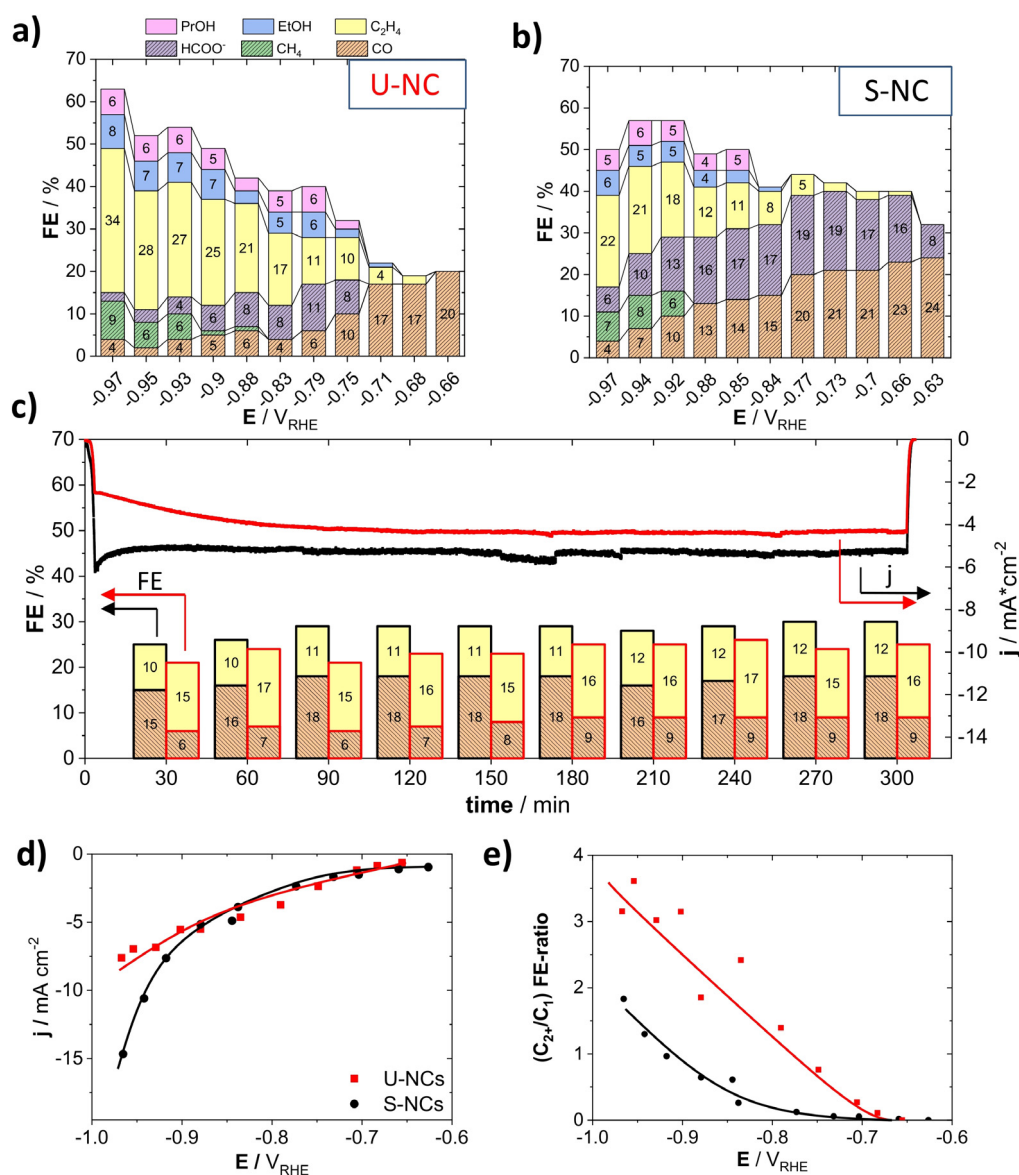 a)
PrOH EtOH C₂H₄
HCOO⁻ CH₄ CO
U-NC
FE / %
70
60
50
40
30
20
10
0
6 8 34 9 4
6 7 28 6
6 7 27 4 6 4
5 7 25 6 5
21 8 6
5 5 17 8 4
6 11 11 6
10 8 10
4 17
17
20
-0.97 -0.95 -0.93 -0.9 -0.88 -0.83 -0.79 -0.75 -0.71 -0.68 -0.66
E / V_RHE
b)
S-NC
FE / %
70
60
50
40
30
20
10
0
5 6 22 6 7 4
6 5 21 10 8 7
5 5 18 13 6 10
4 4 12 16 13
5 11 17 14
8 17 15
5 19 20
19 21
17 21
16 23
8 24
-0.97 -0.94 -0.92 -0.88 -0.85 -0.84 -0.77 -0.73 -0.7 -0.66 -0.63
E / V_RHE
c)
FE / %
70
60
50
40
30
20
10
0
FE
j
10 15 15 6
10 16 17 7
11 18 15 6
11 18 16 7
11 18 15 8
11 18 16 9
12 16 16 9
12 17 17 9
12 18 15 9
12 18 16 9
0
-2
-4
-6
-8
-10
-12
-14
j / mA*cm⁻²
0 30 60 90 120 150 180 210 240 270 300
time / min
d)
j / mA cm⁻²
0
-5
-10
-15
U-NCs
S-NCs
-1.0 -0.9 -0.8 -0.7 -0.6
E / V_RHE
e)
(C₂₊/C₁) FE-ratio
4
3
2
1
0
-1.0 -0.9 -0.8 -0.7 -0.6
E / V_RHE